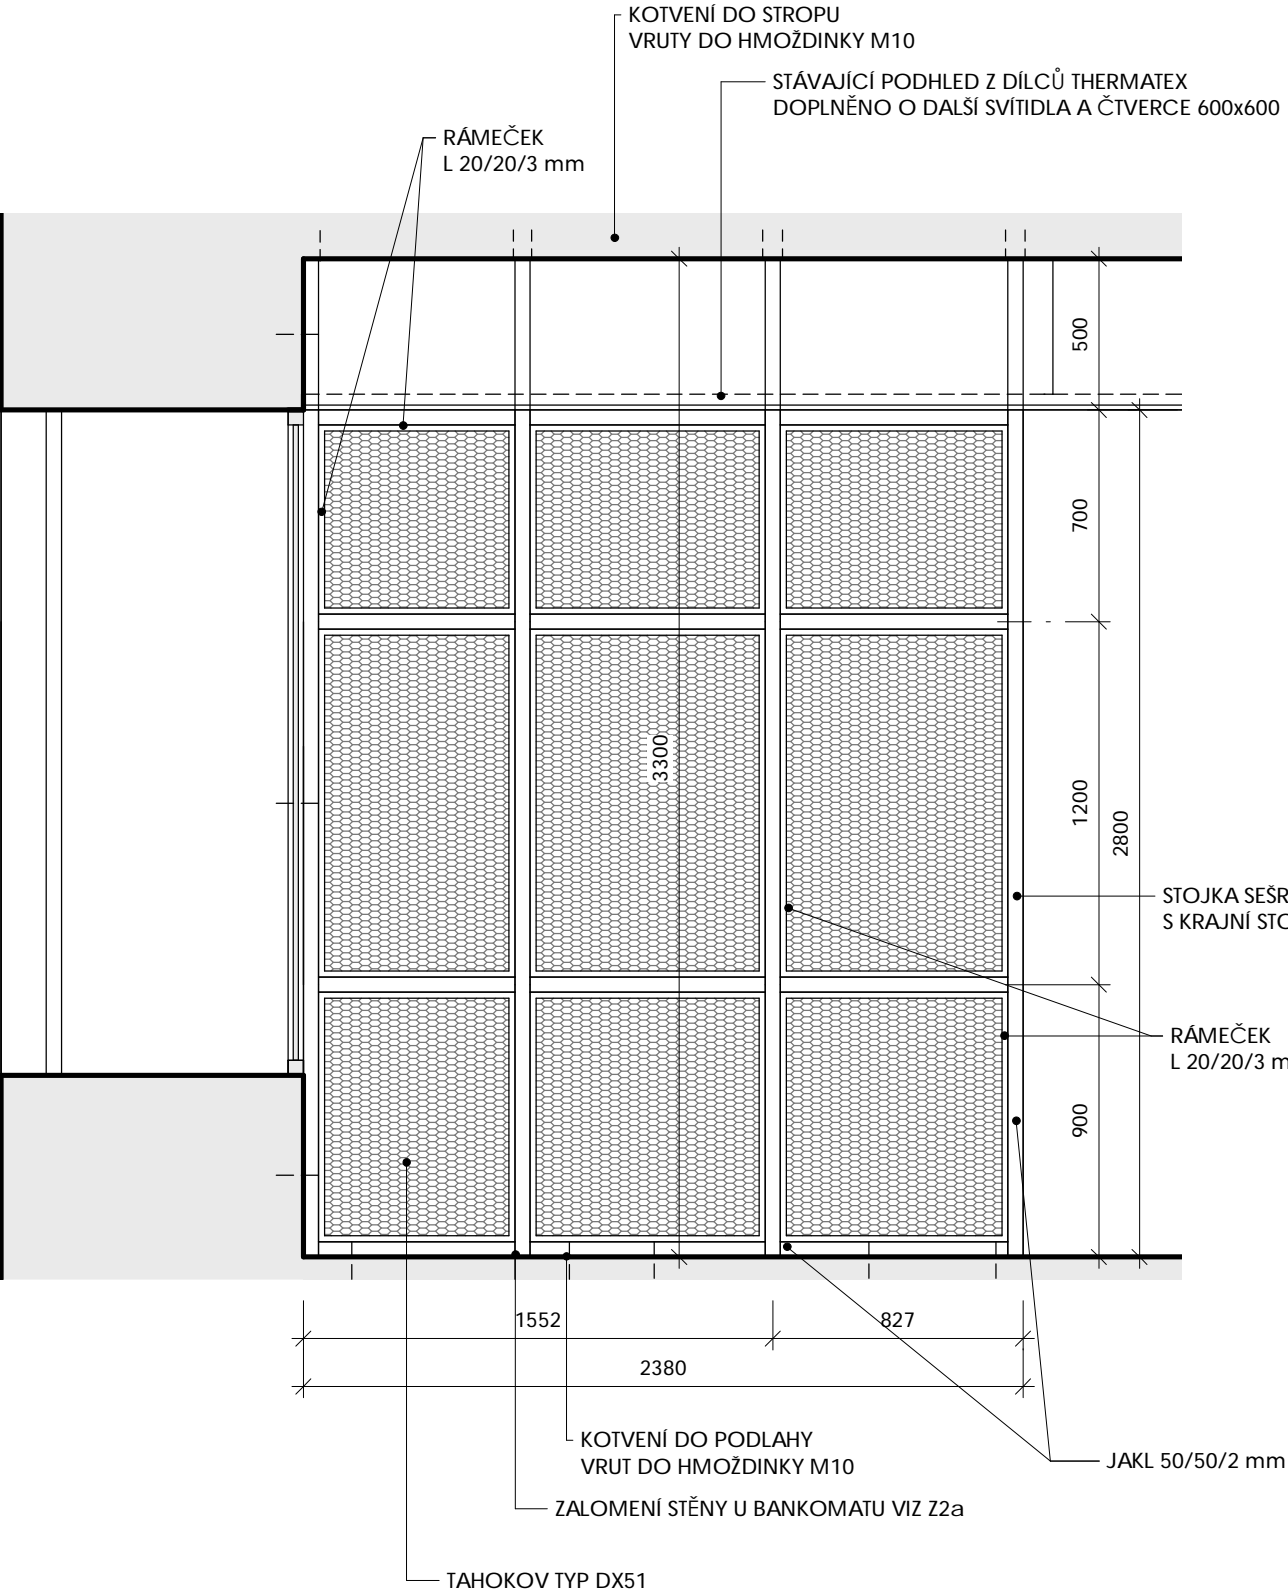 KOTVENÍ DO STROPU
VRUTY DO HMOŽDINKY M10
STÁVAJÍCÍ PODHLED Z DÍLCŮ THERMATEX
DOPLNĚNO O DALŠÍ SVÍTIDLA A ČTVERCE 600x600
RÁMEČEK
L 20/20/3 mm
500
700
3300
1200
2800
STOJKA SEŠR
S KRAJNÍ STO
RÁMEČEK
L 20/20/3 m
900
1552
827
2380
KOTVENÍ DO PODLAHY
VRUT DO HMOŽDINKY M10
JAKL 50/50/2 mm
ZALOMENÍ STĚNY U BANKOMATU VIZ Z2a
TAHOKOV TYP DX51